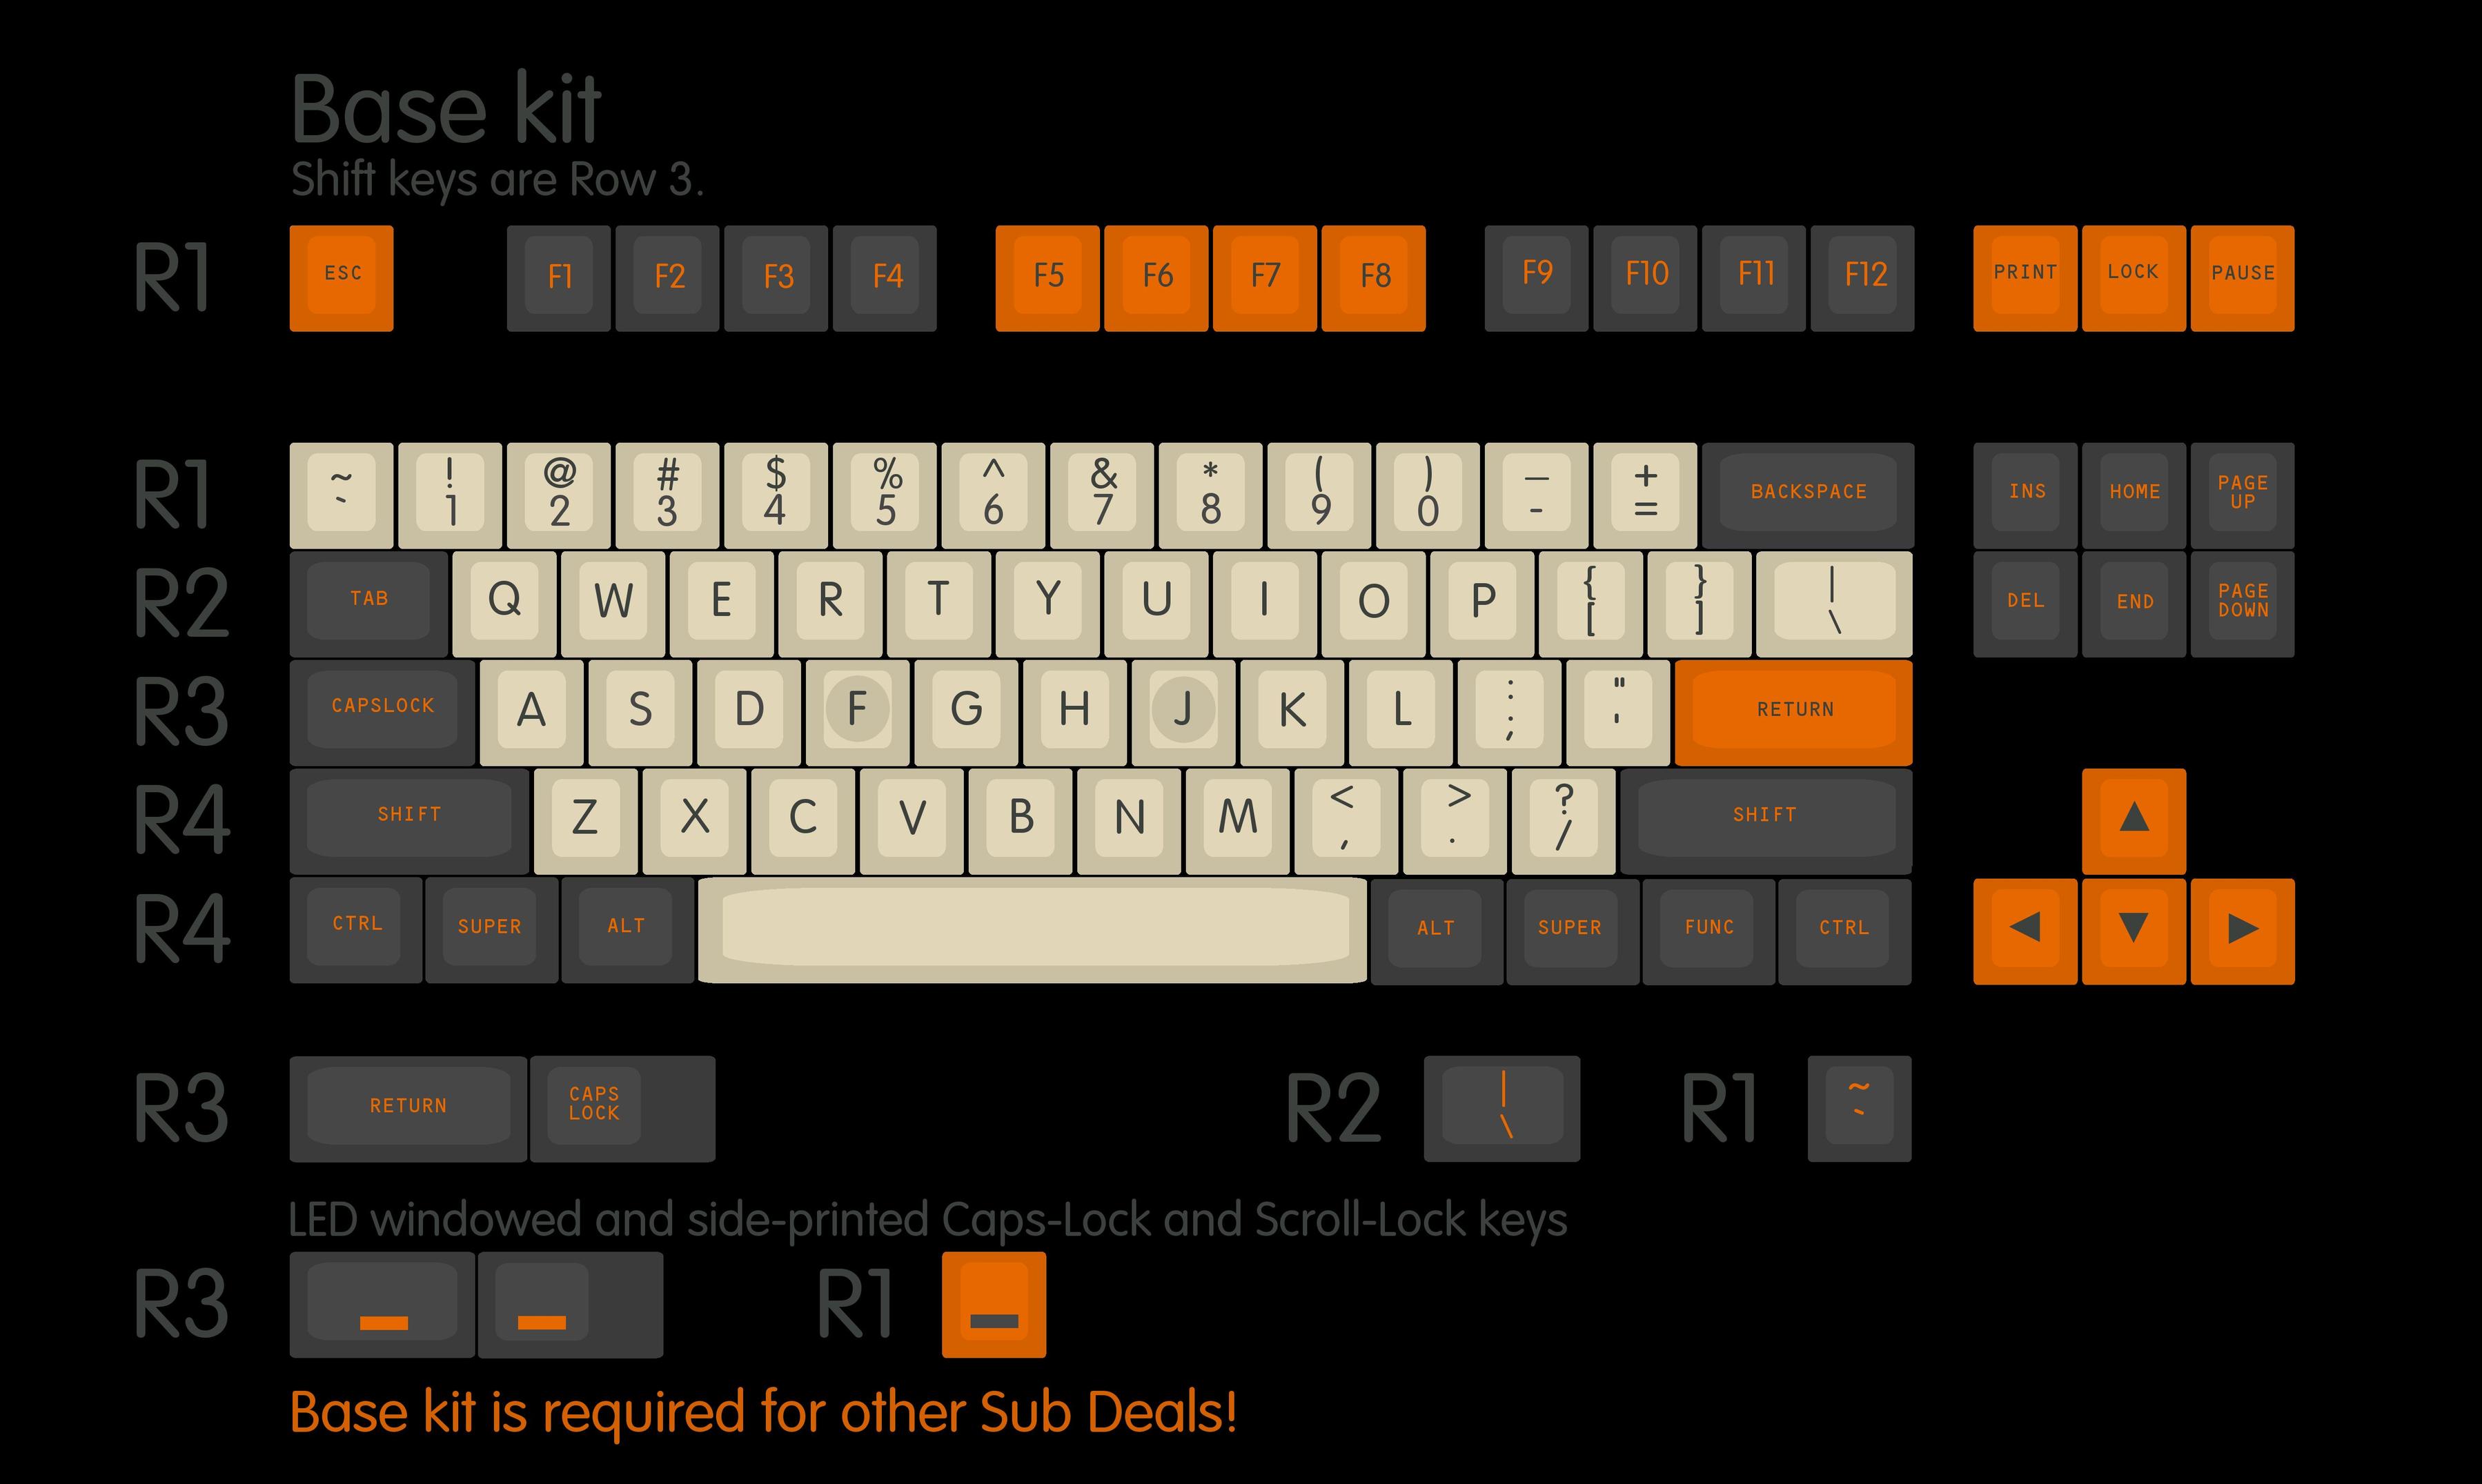 Base kit
Shift keys are Row 3.
R1 ESC F1 F2 F3 F4 F5 F6 F7 F8 F9 F10 F11 F12 PRINT LOCK PAUSE
R1 ~ ` ! 1 @ 2 # 3 $ 4 % 5 ^ 6 & 7 * 8 ( 9 ) 0 _ - + = BACKSPACE INS HOME PAGE UP
R2 TAB Q W E R T Y U I O P { [ } ] | \ DEL END PAGE DOWN
R3 CAPSLOCK A S D F G H J K L : ; " ' RETURN
R4 SHIFT Z X C V B N M < , > . ? / SHIFT ▲
R4 CTRL SUPER ALT ALT SUPER FUNC CTRL ◀ ▼ ▶
R3 RETURN CAPS LOCK R2 | \ R1 ~ `
LED windowed and side-printed Caps-Lock and Scroll-Lock keys
R3 R1
Base kit is required for other Sub Deals!